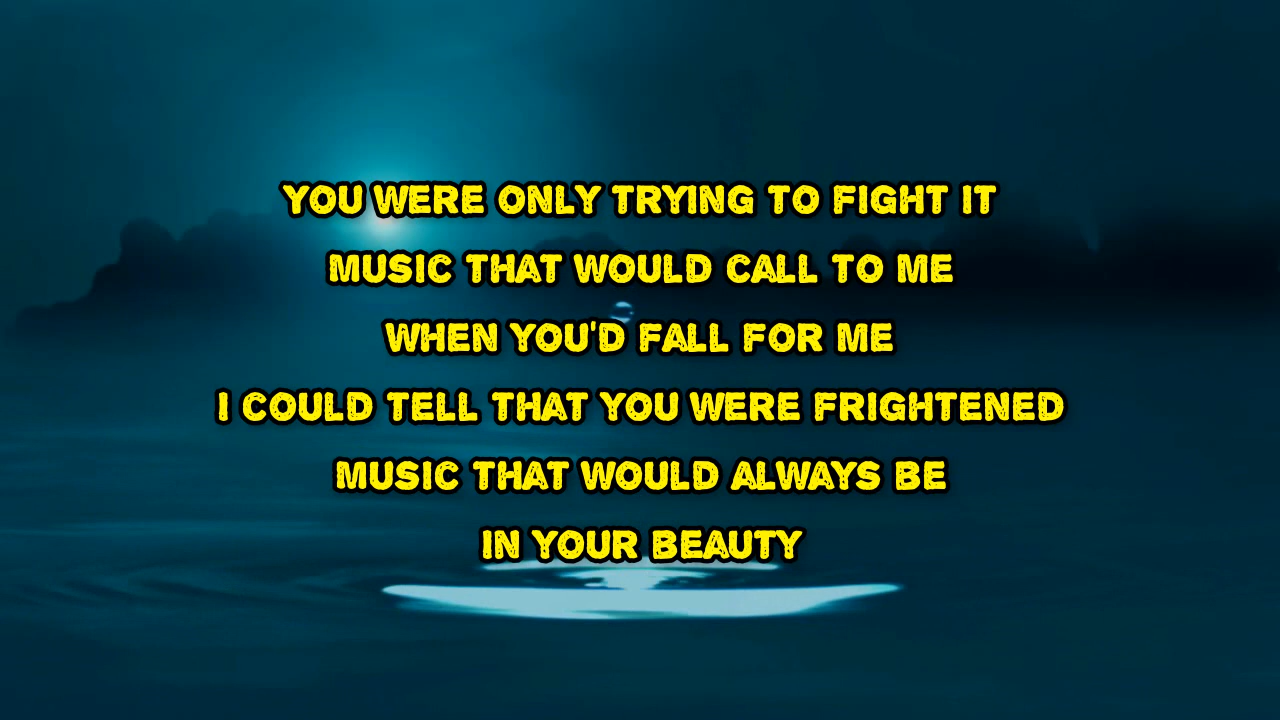 YOU WERE ONLY TRYING TO FIGHT IT
MUSIC THAT WOULD CALL TO ME
WHEN YOU'D FALL FOR ME
I COULD TELL THAT YOU WERE FRIGHTENED
MUSIC THAT WOULD ALWAYS BE
IN YOUR BEAUTY